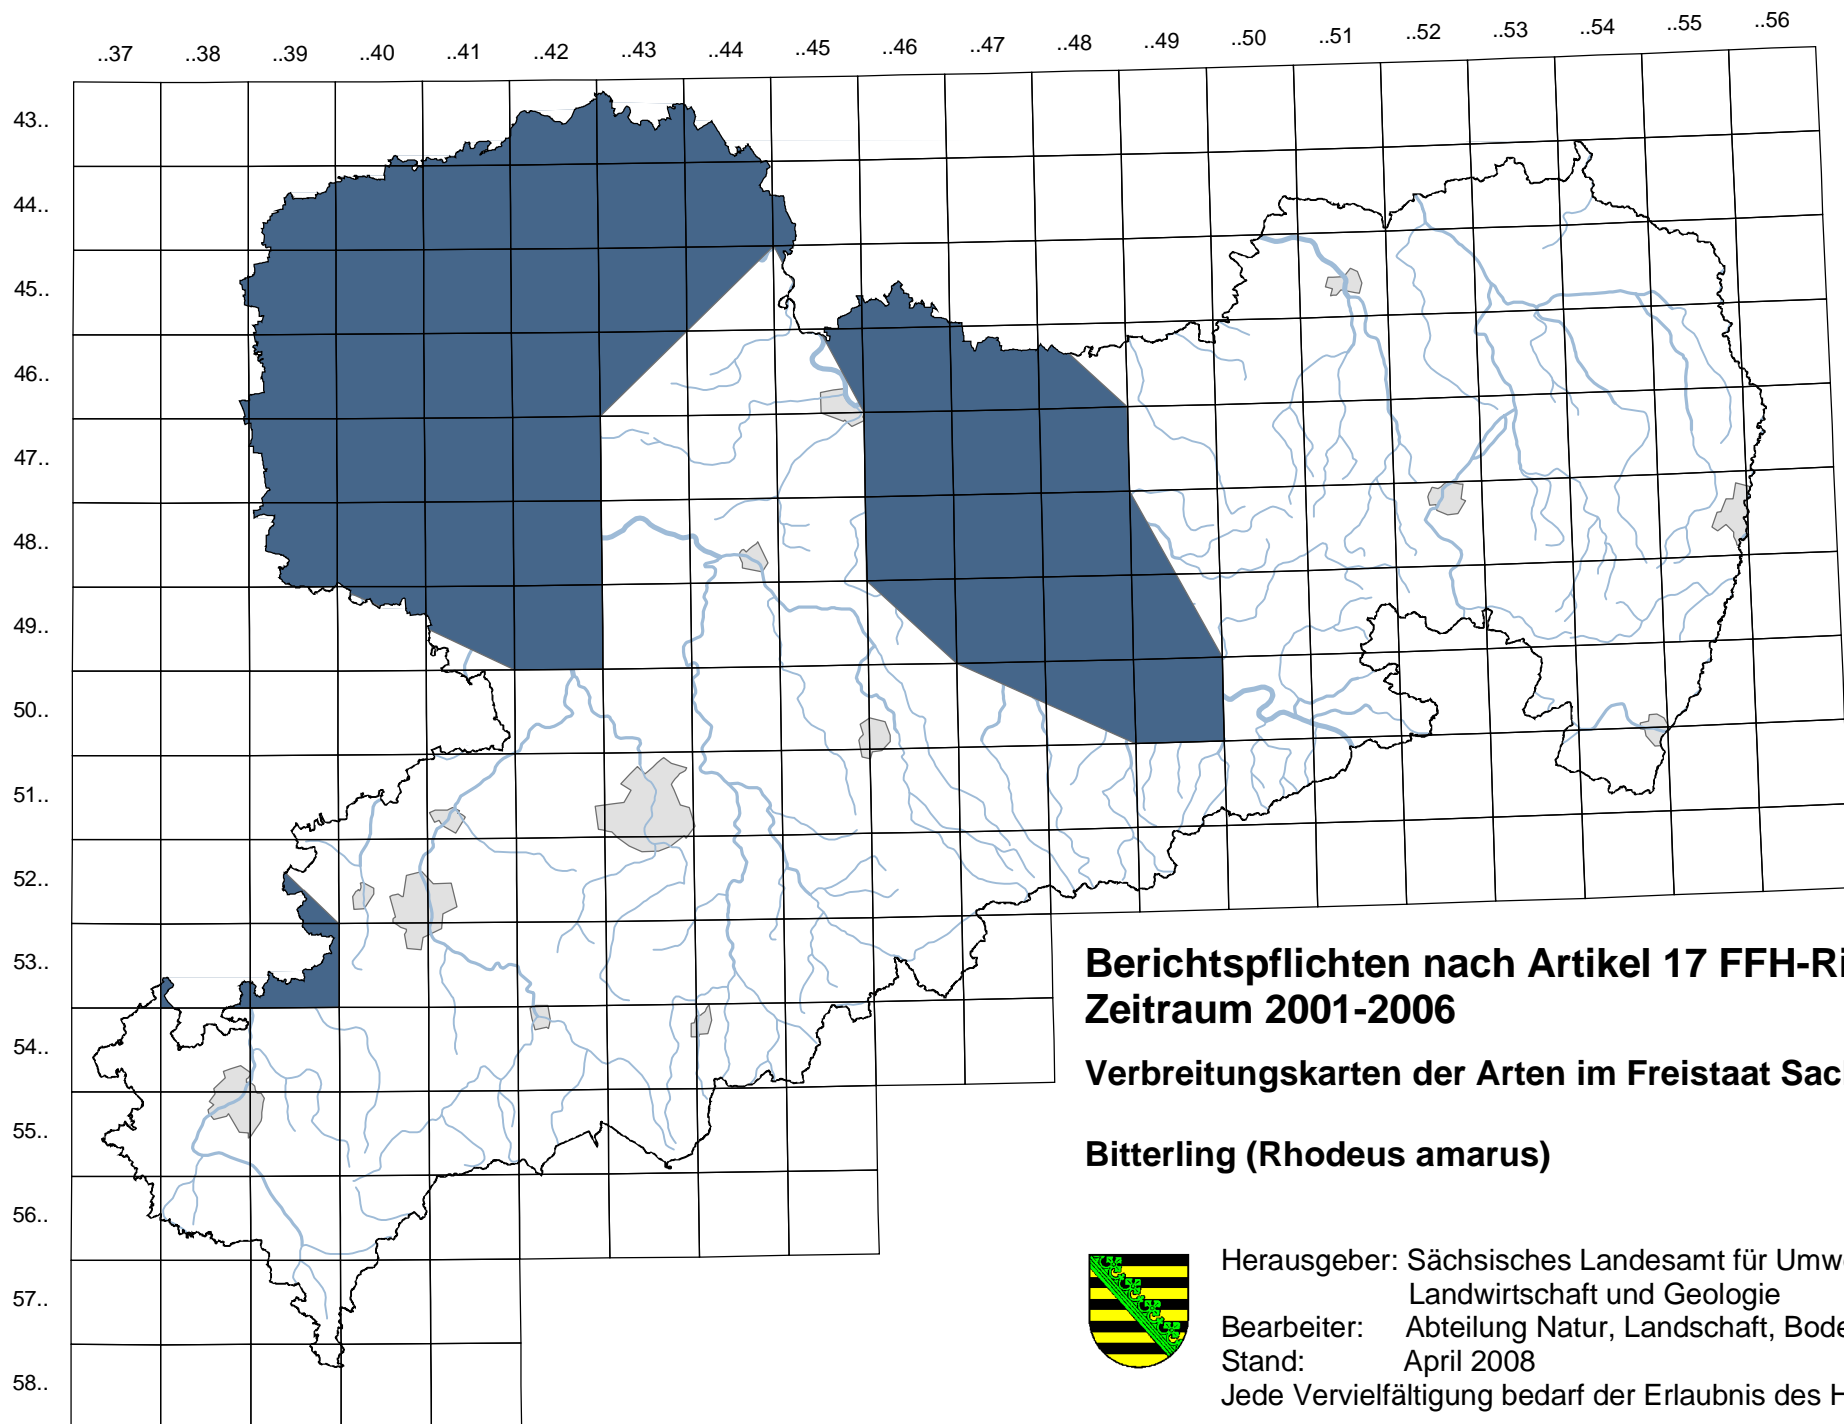 ..37 ..38 ..39 ..40 ..41 ..42 ..43 ..44 ..45 ..46 ..47 ..48 ..49 ..50 ..51 ..52 ..53 ..54 ..55 ..56
43..
44..
45..
46..
47..
48..
49..
50..
51..
52..
53..
54..
55..
56..
57..
58..
Berichtspflichten nach Artikel 17 FFH-Ri
Zeitraum 2001-2006
Verbreitungskarten der Arten im Freistaat Sac
Bitterling (Rhodeus amarus)
Herausgeber: Sächsisches Landesamt für Umwe
Landwirtschaft und Geologie
Bearbeiter: Abteilung Natur, Landschaft, Bode
Stand: April 2008
Jede Vervielfältigung bedarf der Erlaubnis des H